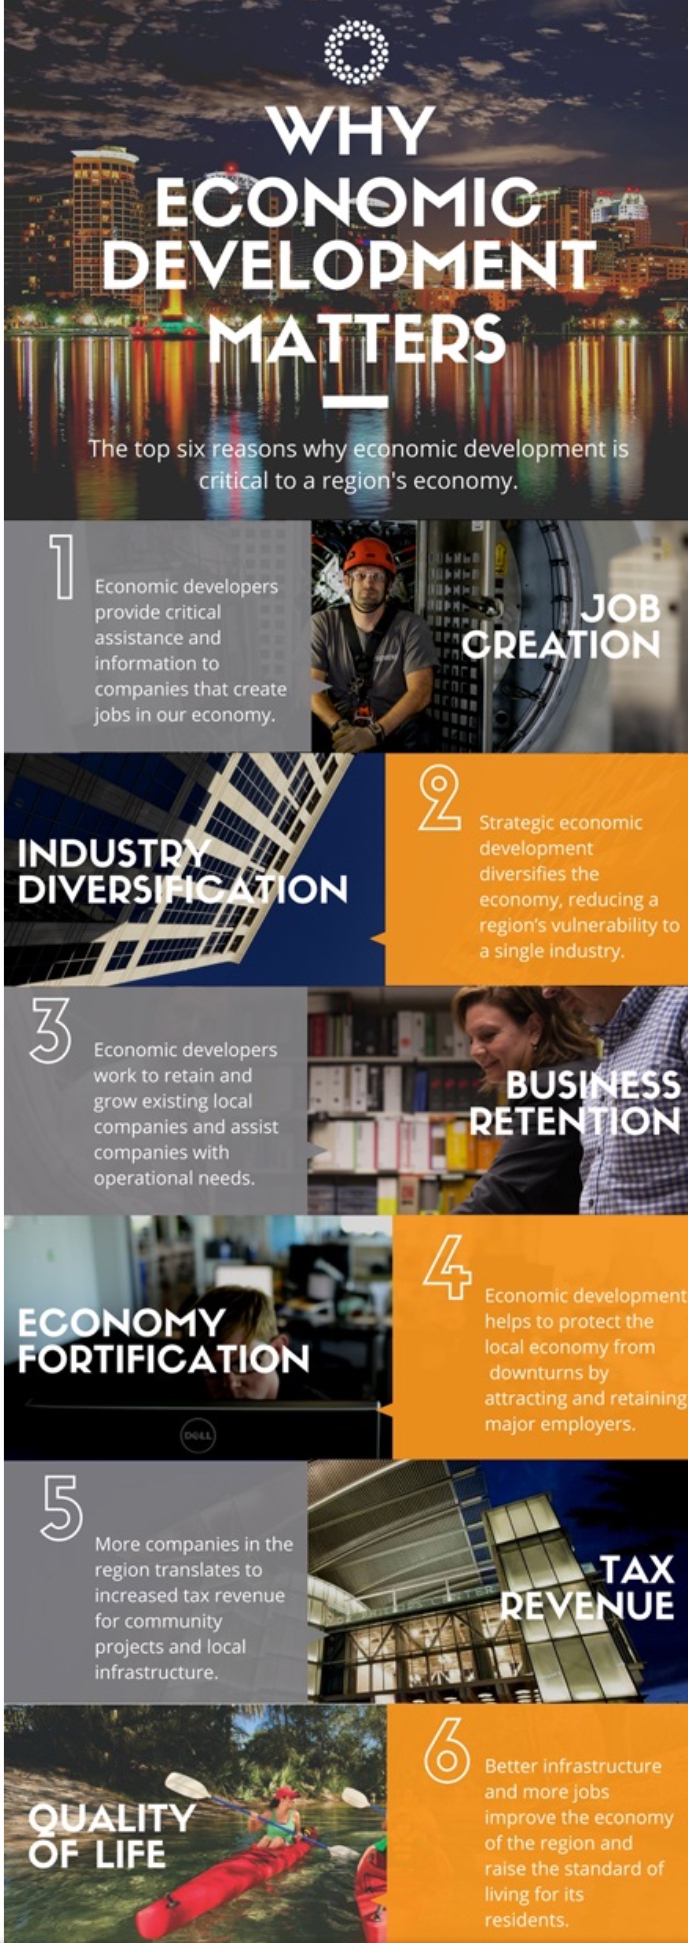 WHY
ECONOMIC
DEVELOPMENT
MATTERS
The top six reasons why economic development is
critical to a region's economy.
1
Economic developers
provide critical
assistance and
information to
companies that create
jobs in our economy.
JOB
CREATION
INDUSTRY
DIVERSIFICATION
2
Strategic economic
development
diversifies the
economy, reducing a
region's vulnerability to
a single industry.
3
Economic developers
work to retain and
grow existing local
companies and assist
companies with
operational needs.
BUSINESS
RETENTION
ECONOMY
FORTIFICATION
DELL
4
Economic development
helps to protect the
local economy from
downturns by
attracting and retaining
major employers.
5
More companies in the
region translates to
increased tax revenue
for community
projects and local
infrastructure.
TAX
REVENUE
QUALITY
OF LIFE
6
Better infrastructure
and more jobs
improve the economy
of the region and
raise the standard of
living for its
residents.